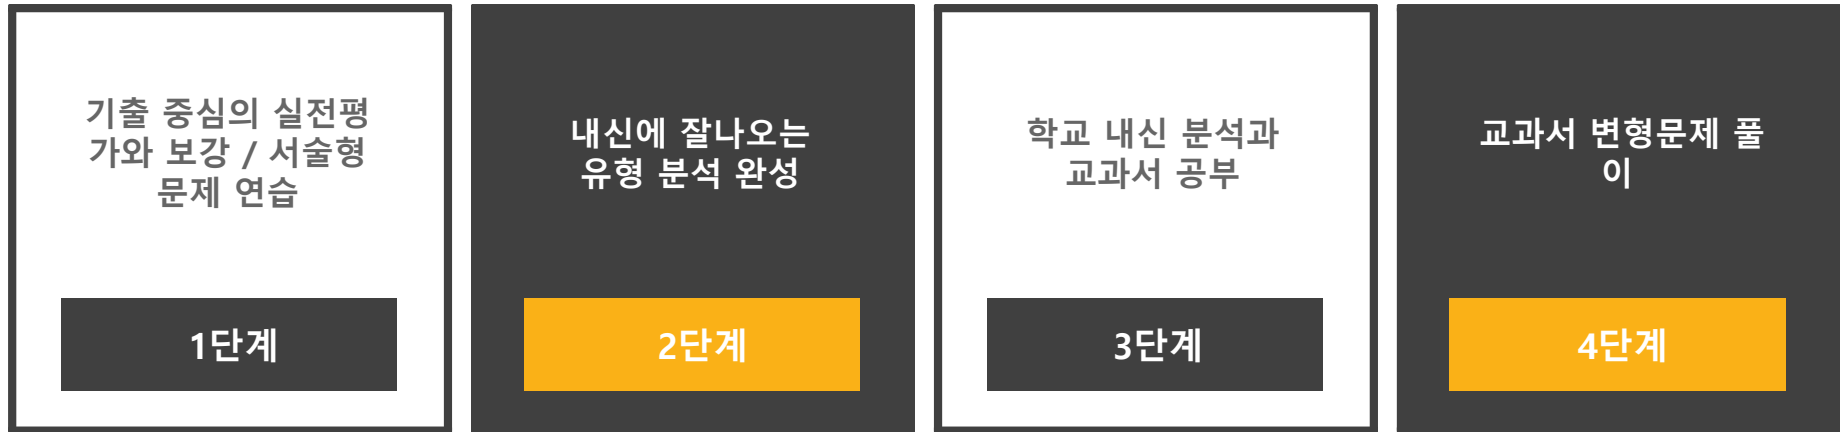 기출 중심의 실전평
가와 보강 / 서술형
문제 연습
1단계
내신에 잘나오는
유형 분석 완성
2단계
학교 내신 분석과
교과서 공부
3단계
교과서 변형문제 풀
이
4단계